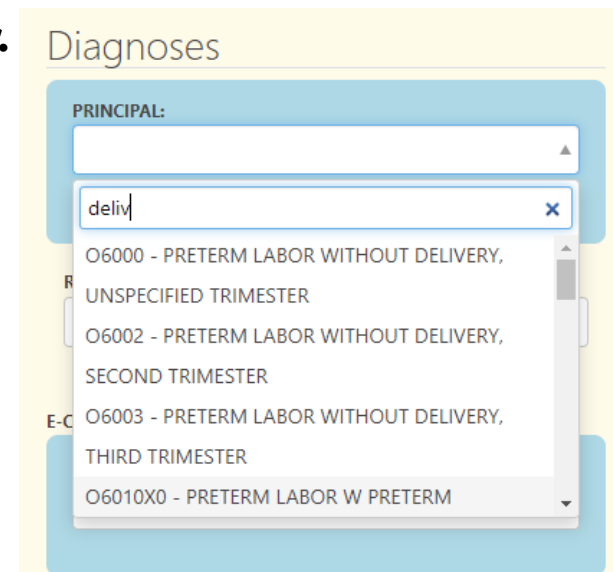 Diagnoses
PRINCIPAL:
deliv
O6000 - PRETERM LABOR WITHOUT DELIVERY,
UNSPECIFIED TRIMESTER
O6002 - PRETERM LABOR WITHOUT DELIVERY,
SECOND TRIMESTER
O6003 - PRETERM LABOR WITHOUT DELIVERY,
THIRD TRIMESTER
O6010X0 - PRETERM LABOR W PRETERM